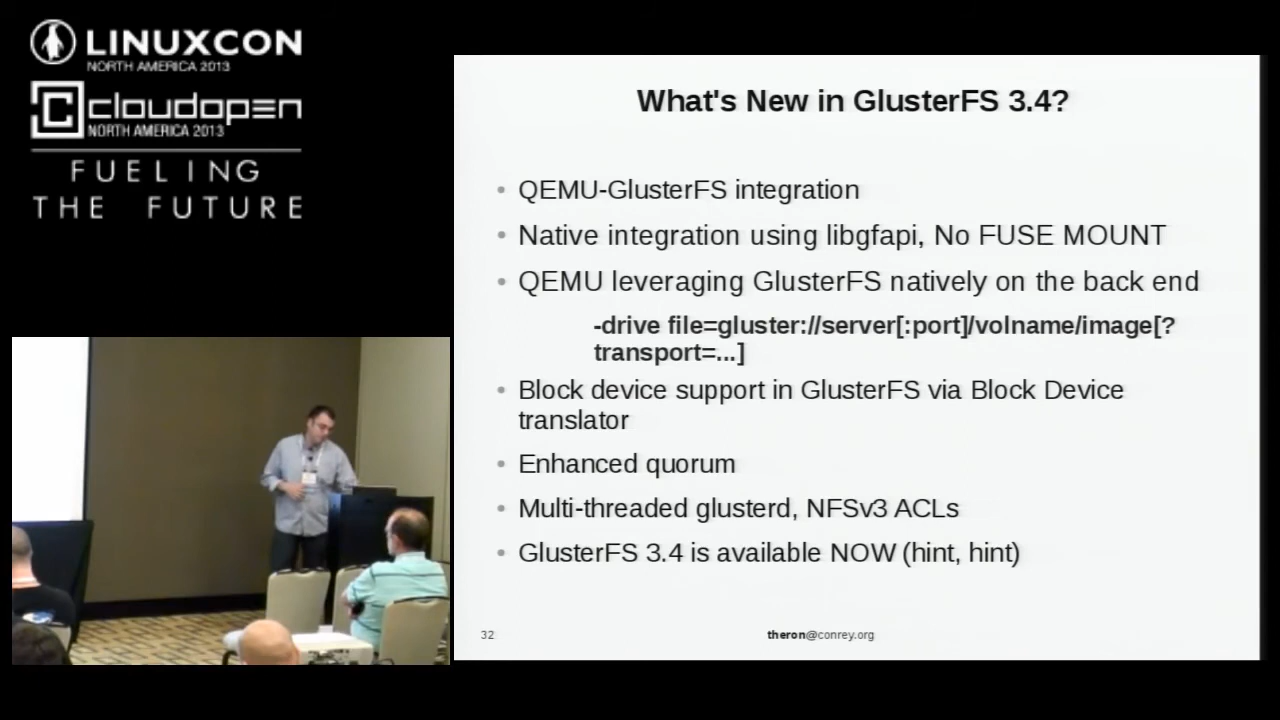 LINUXCON
NORTH AMERICA 2013
cloudopen
NORTH AMERICA 2013
FUELING
THE FUTURE
What's New in GlusterFS 3.4?
• QEMU-GlusterFS integration
• Native integration using libgfapi, No FUSE MOUNT
• QEMU leveraging GlusterFS natively on the back end
-drive file=gluster://server[:port]/volname/image[?
transport=...]
• Block device support in GlusterFS via Block Device
translator
• Enhanced quorum
• Multi-threaded glusterd, NFSv3 ACLs
• GlusterFS 3.4 is available NOW (hint, hint)
32
theron@conrey.org